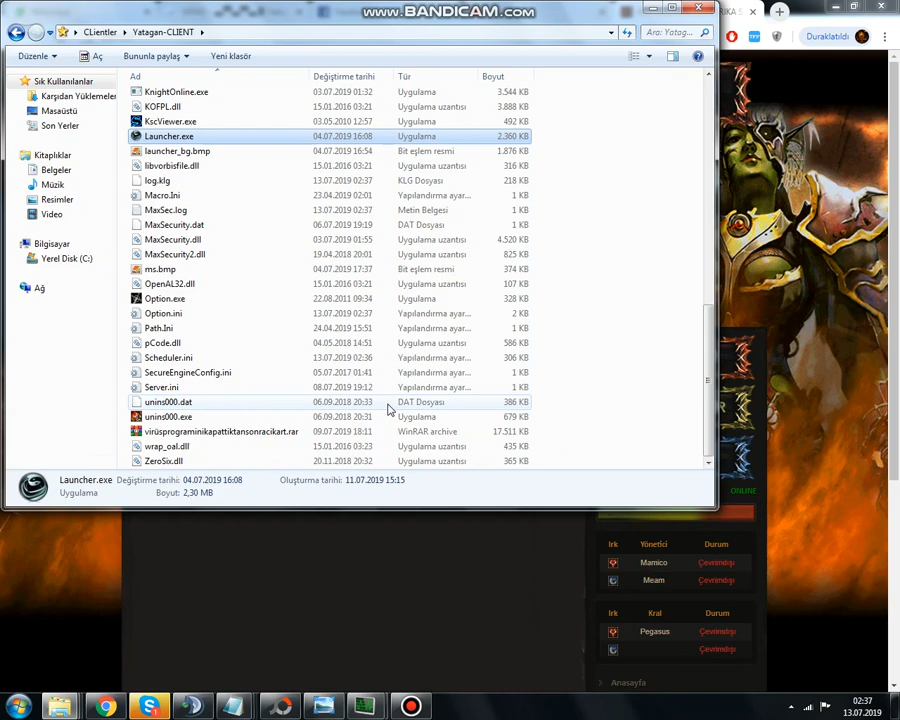 www.BANDICAM.com
CLientler
Yatagan-CLIENT
Ara: Yatag...
RIKA S
Duraklatıldı
Düzenle
Aç
Bununla paylaş
Yeni klasör
Sık Kullanılanlar
Karşıdan Yüklemeler
Masaüstü
Son Yerler
Kitaplıklar
Belgeler
Müzik
Resimler
Video
Bilgisayar
Yerel Disk (C:)
Ağ
Ad Değiştirme tarihi Tür Boyut
KnightOnline.exe 03.07.2019 01:32 Uygulama 3.544 KB
KOFPL.dll 15.01.2016 03:21 Uygulama uzantısı 3.888 KB
KscViewer.exe 03.05.2010 12:57 Uygulama 492 KB
Launcher.exe 04.07.2019 16:08 Uygulama 2.360 KB
launcher_bg.bmp 04.07.2019 16:54 Bit eşlem resmi 1.876 KB
libvorbisfile.dll 15.01.2016 03:21 Uygulama uzantısı 316 KB
log.klg 13.07.2019 02:37 KLG Dosyası 218 KB
Macro.Ini 23.04.2019 02:01 Yapılandırma ayar... 1 KB
MaxSec.log 13.07.2019 02:37 Metin Belgesi 1 KB
MaxSecurity.dat 06.07.2019 19:19 DAT Dosyası 1 KB
MaxSecurity.dll 03.07.2019 01:55 Uygulama uzantısı 4.520 KB
MaxSecurity2.dll 19.04.2018 20:01 Uygulama uzantısı 825 KB
ms.bmp 04.07.2019 17:37 Bit eşlem resmi 374 KB
OpenAL32.dll 15.01.2016 03:21 Uygulama uzantısı 107 KB
Option.exe 22.08.2011 09:34 Uygulama 328 KB
Option.ini 13.07.2019 02:37 Yapılandırma ayar... 2 KB
Path.Ini 24.04.2019 15:51 Yapılandırma ayar... 1 KB
pCode.dll 04.05.2018 14:51 Uygulama uzantısı 586 KB
Scheduler.ini 13.07.2019 02:36 Yapılandırma ayar... 306 KB
SecureEngineConfig.ini 05.07.2017 01:41 Yapılandırma ayar... 1 KB
Server.ini 08.07.2019 19:12 Yapılandırma ayar... 1 KB
unins000.dat 06.09.2018 20:33 DAT Dosyası 386 KB
unins000.exe 06.09.2018 20:31 Uygulama 679 KB
virüsprograminikapattiktansonracikart.rar 09.07.2019 18:11 WinRAR archive 17.511 KB
wrap_oal.dll 15.01.2016 03:23 Uygulama uzantısı 435 KB
ZeroSix.dll 20.11.2018 20:32 Uygulama uzantısı 365 KB
Launcher.exe Değiştirme tarihi: 04.07.2019 16:08 Oluşturma tarihi: 11.07.2019 15:15
Uygulama Boyut: 2,30 MB
ONLINE
Irk Yönetici Durum
Mamico Çevrimdışı
Meam Çevrimdışı
Irk Kral Durum
Pegasus Çevrimdışı
Çevrimdışı
Anasayfa
02:37
13.07.2019